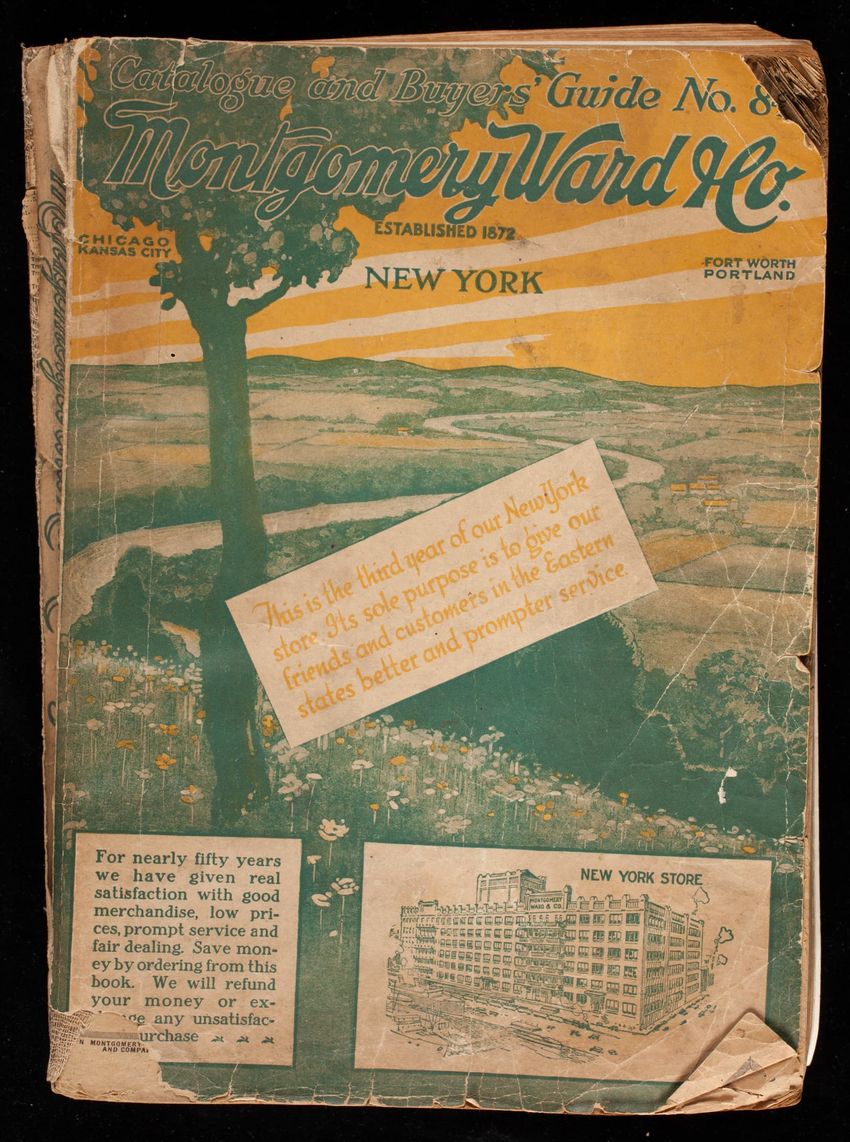 Catalogue and Buyers' Guide No. 8
Montgomery Ward & Co.
ESTABLISHED 1872
CHICAGO
KANSAS CITY
NEW YORK
FORT WORTH
PORTLAND
This is the third year of our New York
store. Its sole purpose is to give our
friends and customers in the Eastern
states better and prompter service.
For nearly fifty years
we have given real
satisfaction with good
merchandise, low pri-
ces, prompt service and
fair dealing. Save mon-
ey by ordering from this
book. We will refund
your money or ex-
ge any unsatisfac-
urchase
MONTGOMERY
AND COMPA
NEW YORK STORE
MONTGOMERY
WARD & CO.